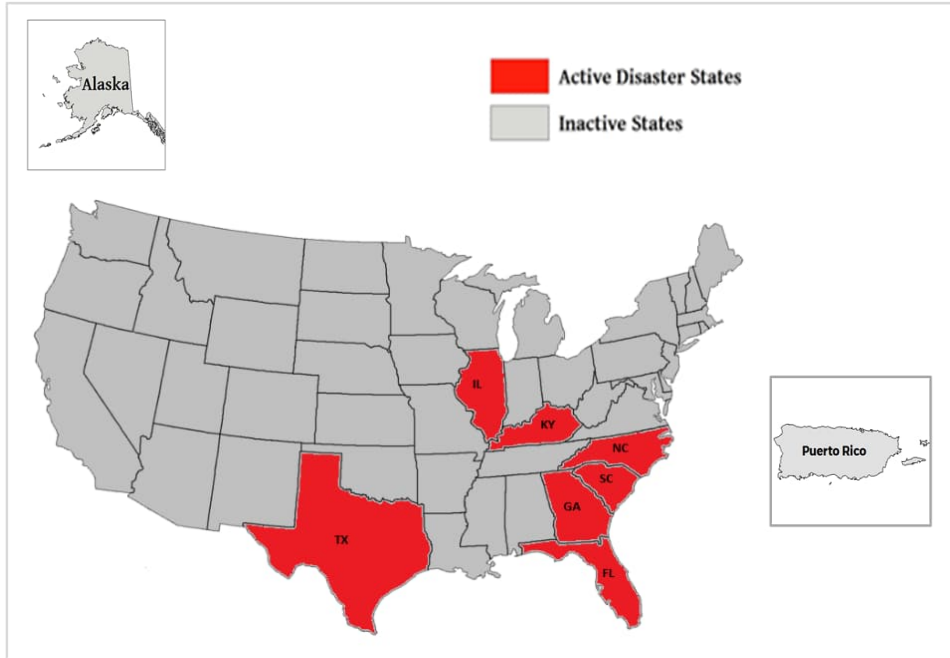 Alaska
Active Disaster States
Inactive States
IL
KY
NC
SC
GA
TX
FL
Puerto Rico